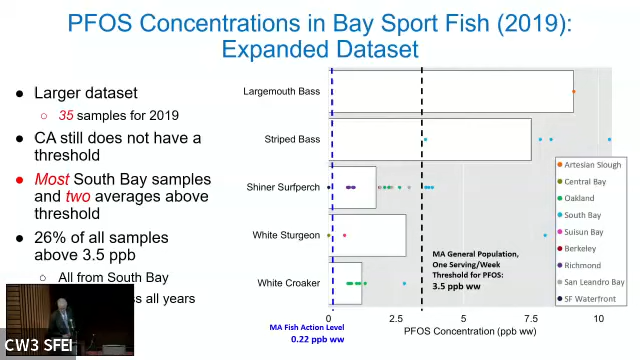 PFOS Concentrations in Bay Sport Fish (2019):
Expanded Dataset
● Larger dataset
○ 35 samples for 2019
● CA still does not have a
threshold
● Most South Bay samples
and two averages above
threshold
● 26% of all samples
above 3.5 ppb
○ All from South Bay
all years
CW3 SFEI
Largemouth Bass
Striped Bass
Shiner Surfperch
White Sturgeon
White Croaker
Artesian Slough
Central Bay
Oakland
South Bay
Suisun Bay
Berkeley
Richmond
San Leandro Bay
SF Waterfront
MA General Population,
One Serving/Week
Threshold for PFOS:
3.5 ppb ww
0 2.5 5 7.5 10
PFOS Concentration (ppb ww)
MA Fish Action Level
0.22 ppb ww